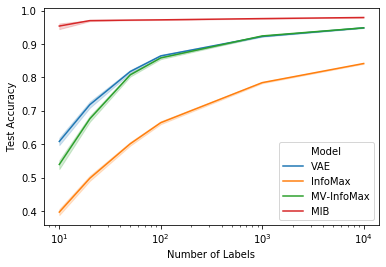 1.0
0.9
0.8
0.7
0.6
0.5
0.4
Test Accuracy
10¹
10²
10³
10⁴
Number of Labels
Model
VAE
InfoMax
MV-InfoMax
MIB